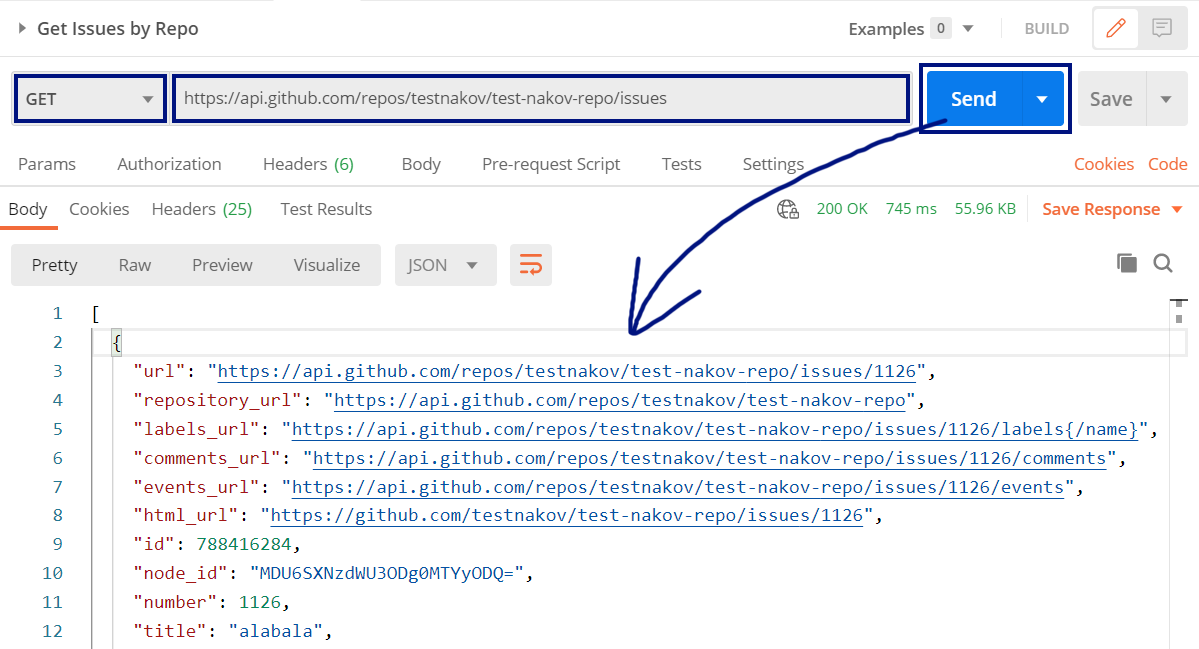 Get Issues by Repo Examples 0 BUILD
GET https://api.github.com/repos/testnakov/test-nakov-repo/issues Send Save
Params Authorization Headers (6) Body Pre-request Script Tests Settings Cookies Code
Body Cookies Headers (25) Test Results 200 OK 745 ms 55.96 KB Save Response
Pretty Raw Preview Visualize JSON
1 [
2 {
3 "url": "https://api.github.com/repos/testnakov/test-nakov-repo/issues/1126",
4 "repository_url": "https://api.github.com/repos/testnakov/test-nakov-repo",
5 "labels_url": "https://api.github.com/repos/testnakov/test-nakov-repo/issues/1126/labels{/name}",
6 "comments_url": "https://api.github.com/repos/testnakov/test-nakov-repo/issues/1126/comments",
7 "events_url": "https://api.github.com/repos/testnakov/test-nakov-repo/issues/1126/events",
8 "html_url": "https://github.com/testnakov/test-nakov-repo/issues/1126",
9 "id": 788416284,
10 "node_id": "MDU6SXNzdWU3ODg0MTYyODQ=",
11 "number": 1126,
12 "title": "alabala",